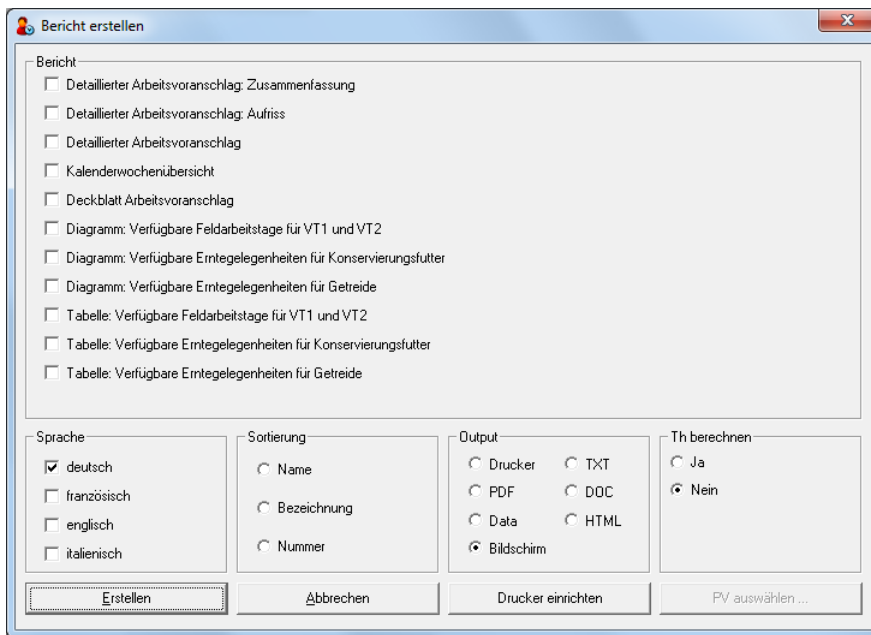 Bericht erstellen
Bericht
Detaillierter Arbeitsvoranschlag: Zusammenfassung
Detaillierter Arbeitsvoranschlag: Aufriss
Detaillierter Arbeitsvoranschlag
Kalenderwochenübersicht
Deckblatt Arbeitsvoranschlag
Diagramm: Verfügbare Feldarbeitstage für VT1 und VT2
Diagramm: Verfügbare Erntegelegenheiten für Konservierungsfutter
Diagramm: Verfügbare Erntegelegenheiten für Getreide
Tabelle: Verfügbare Feldarbeitstage für VT1 und VT2
Tabelle: Verfügbare Erntegelegenheiten für Konservierungsfutter
Tabelle: Verfügbare Erntegelegenheiten für Getreide
Sprache
deutsch
französisch
englisch
italienisch
Sortierung
Name
Bezeichnung
Nummer
Output
Drucker
TXT
PDF
DOC
Data
HTML
Bildschirm
Th berechnen
Ja
Nein
Erstellen
Abbrechen
Drucker einrichten
PV auswählen ...